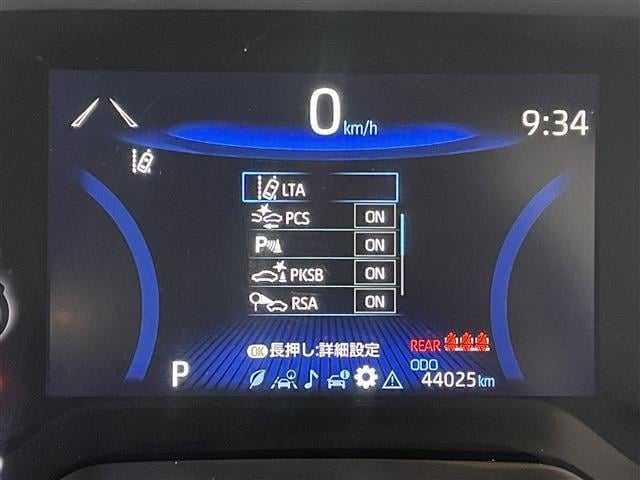 0 km/h
9:34
LTA
PCS ON
P ON
PKSB ON
RSA ON
OK 長押し:詳細設定
REAR
P
ODO
44025 km